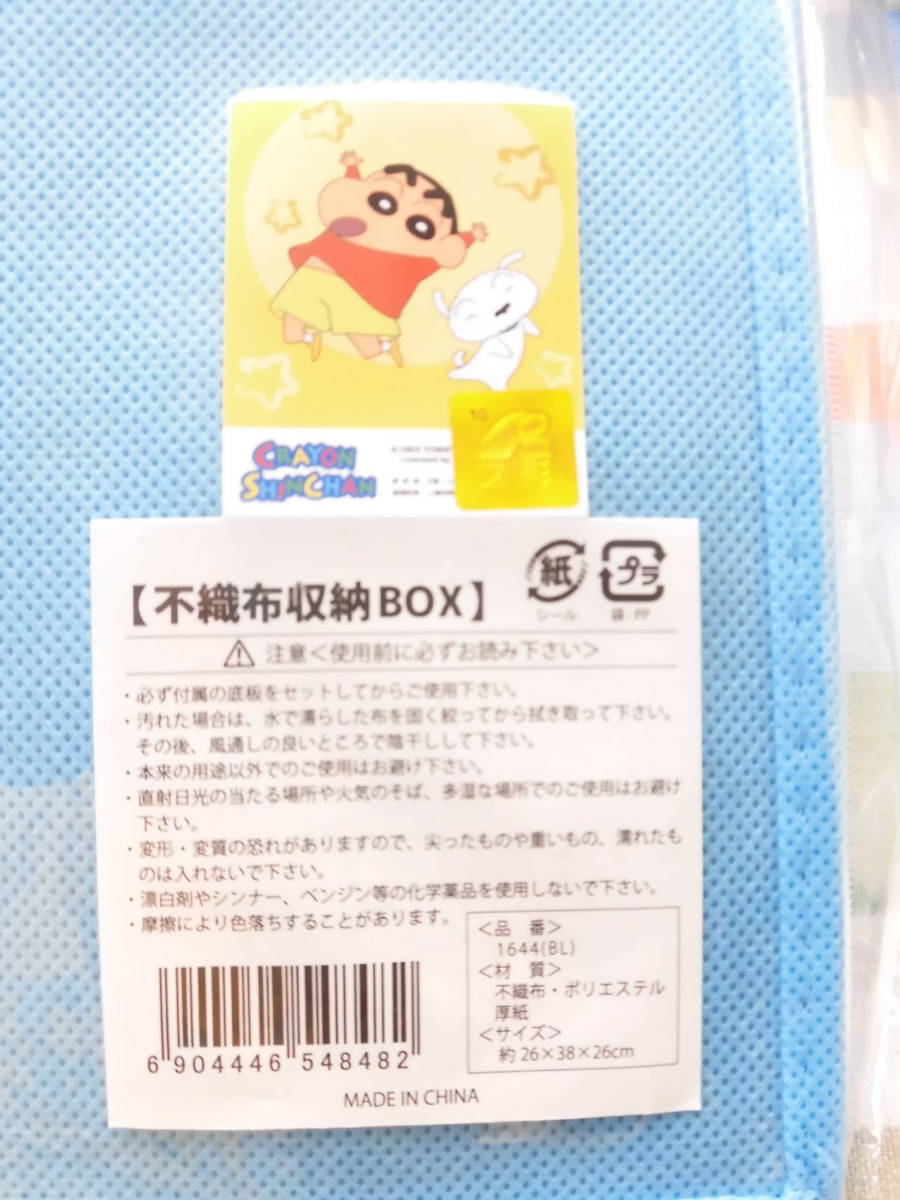 CRAYON
SHINCHAN
10
【不織布収納BOX】
紙
シール
プラ
袋 PP
注意<使用前に必ずお読み下さい>
・必ず付属の底板をセットしてからご使用下さい。
・汚れた場合は、水で濡らした布を固く絞ってから拭き取って下さい。
その後、風通しの良いところで陰干しして下さい。
・本来の用途以外でのご使用はお避け下さい。
・直射日光の当たる場所や火気のそば、多湿な場所でのご使用はお避け
下さい。
・変形・変質の恐れがありますので、尖ったものや重いもの、濡れたも
のは入れないで下さい。
・漂白剤やシンナー、ベンジン等の化学薬品を使用しないで下さい。
・摩擦により色落ちすることがあります。
<品 番>
1644(BL)
<材 質>
不織布・ポリエステル
厚紙
<サイズ>
約26×38×26cm
6 904446 548482
MADE IN CHINA